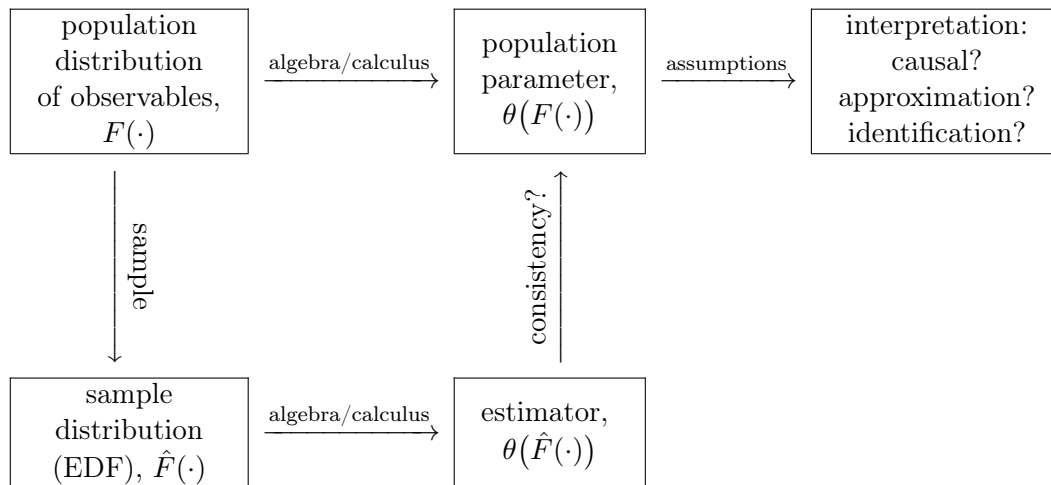 population
distribution
of observables,
F(·)
algebra/calculus
population
parameter,
θ(F(·))
assumptions
interpretation:
causal?
approximation?
identification?
sample
consistency?
sample
distribution
(EDF), F̂(·)
algebra/calculus
estimator,
θ(F̂(·))